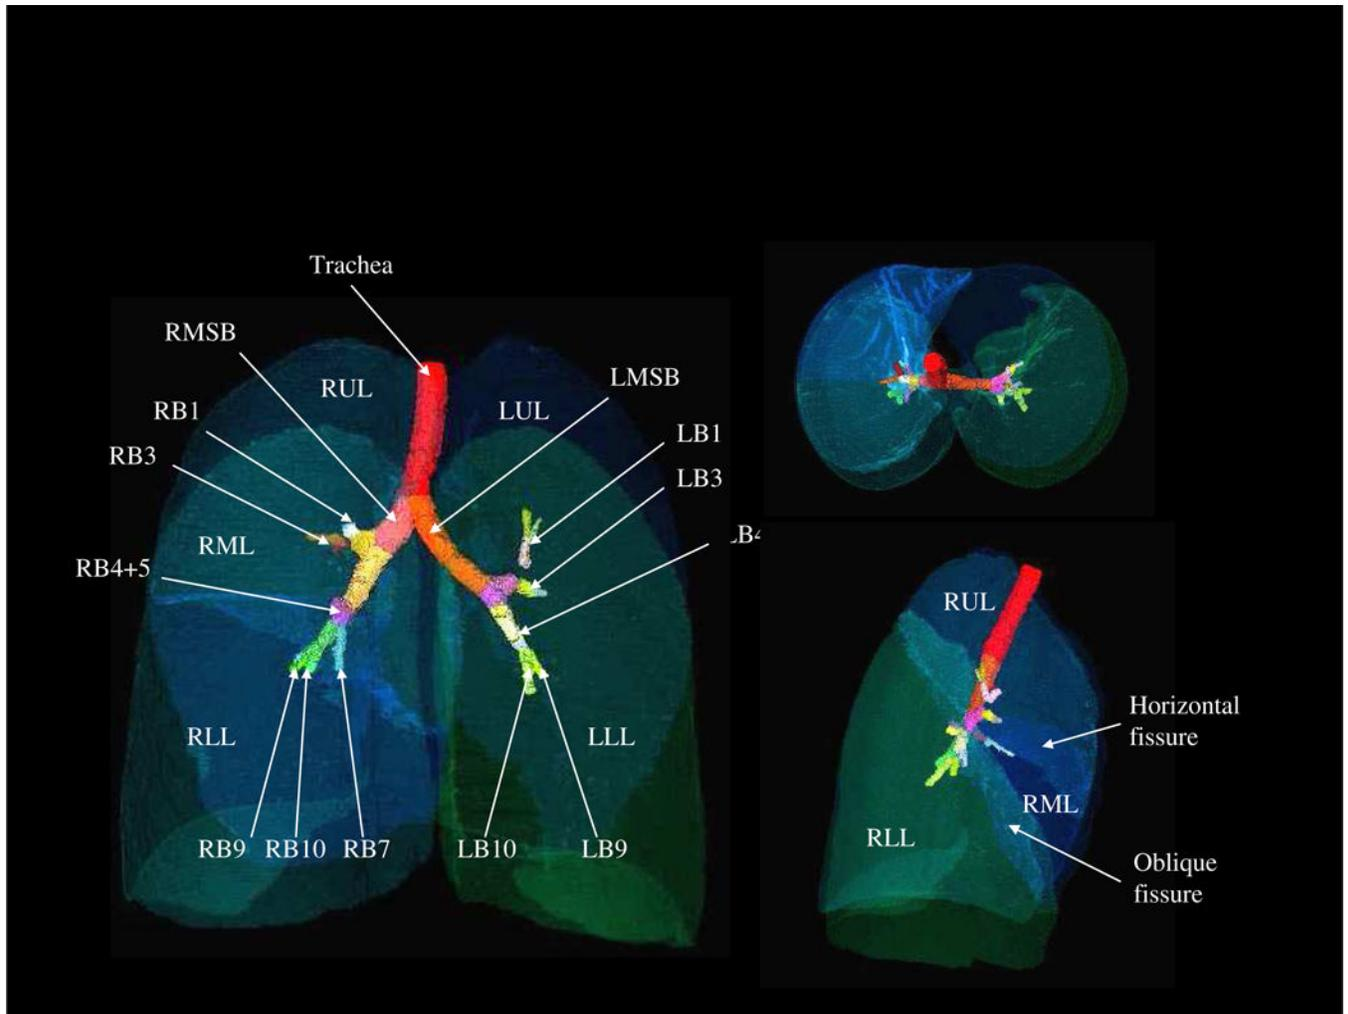 Trachea
RMSB
RUL
LMSB
RB1
LUL
LB1
RB3
LB3
RML
RB4+5
RLL
LLL
RB9
RB10
RB7
LB10
LB9
RUL
Horizontal
fissure
RML
RLL
Oblique
fissure